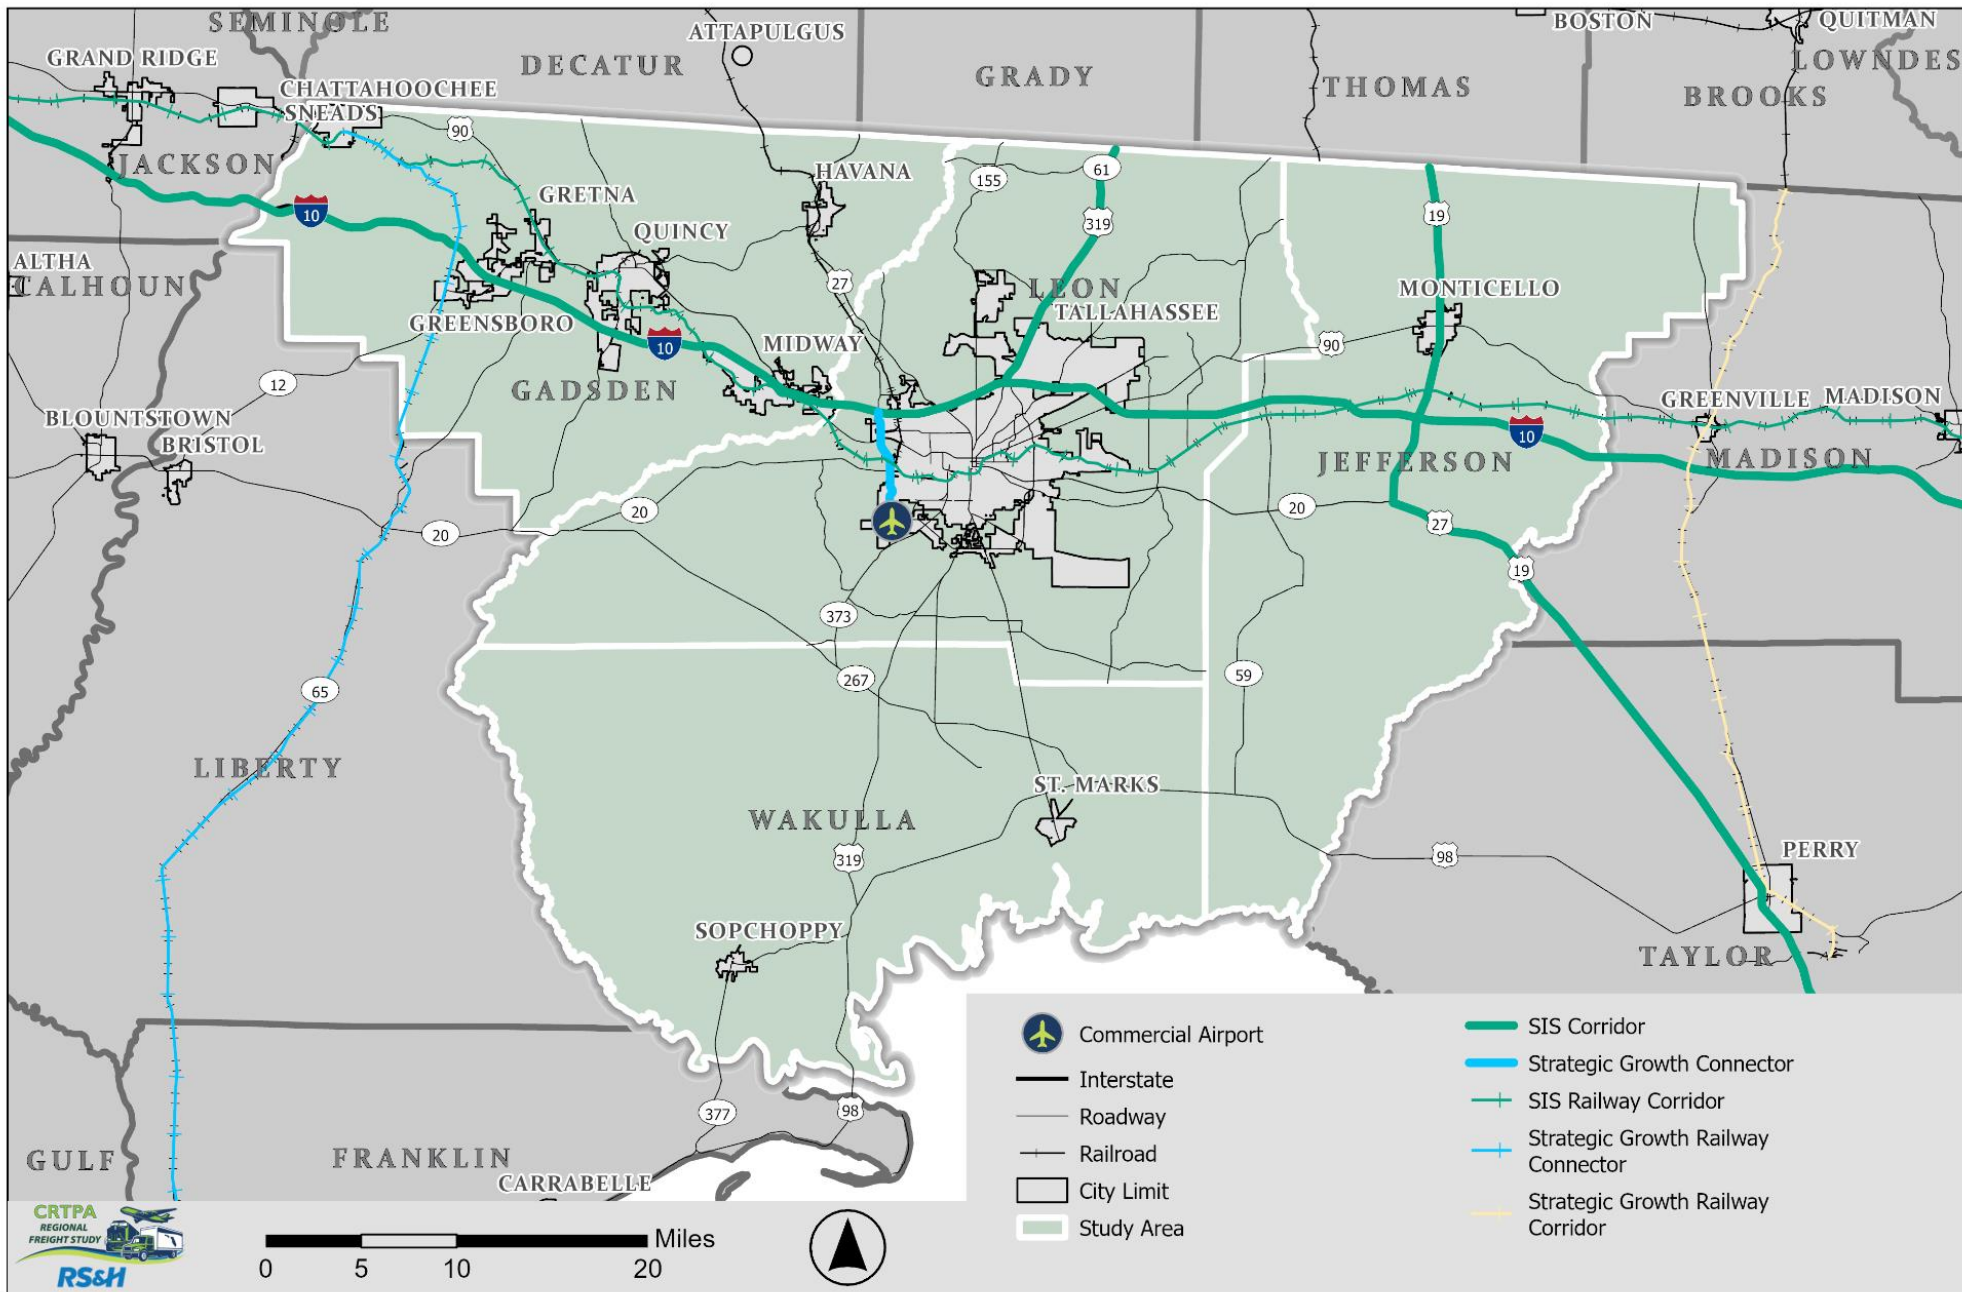 SEMINOLE
ATTAPULGUS
BOSTON
QUITMAN
GRAND RIDGE
DECATUR
GRADY
THOMAS
LOWNDES
BROOKS
CHATTAHOOCHEE
SNEADS
90
JACKSON
HAVANA
155
61
GRETNA
10
319
19
QUINCY
ALTHA
CALHOUN
27
LEON
MONTICELLO
GREENSBORO
TALLAHASSEE
10
MIDWAY
90
12
GADSDEN
GREENVILLE
MADISON
BLOUNTSTOWN
BRISTOL
10
JEFFERSON
MADISON
20
20
20
27
19
373
267
59
65
LIBERTY
ST. MARKS
WAKULLA
319
98
PERRY
SOPCHOPPY
TAYLOR
377
98
GULF
FRANKLIN
CARRABELLE
Commercial Airport
Interstate
Roadway
Railroad
City Limit
Study Area
SIS Corridor
Strategic Growth Connector
SIS Railway Corridor
Strategic Growth Railway
Connector
Strategic Growth Railway
Corridor
CRTPA
REGIONAL
FREIGHT STUDY
RS&H
Miles
0 5 10 20